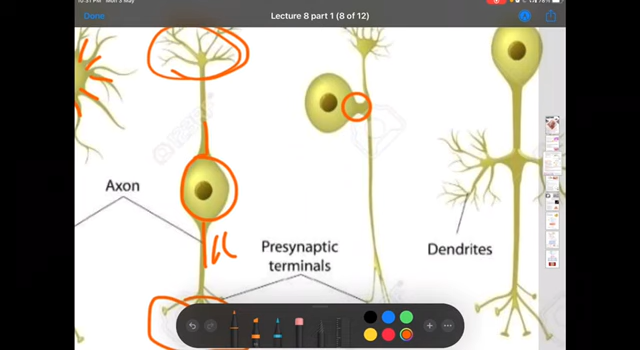 Done
Lecture 8 part 1 (8 of 12)
Axon
Presynaptic
terminals
Dendrites